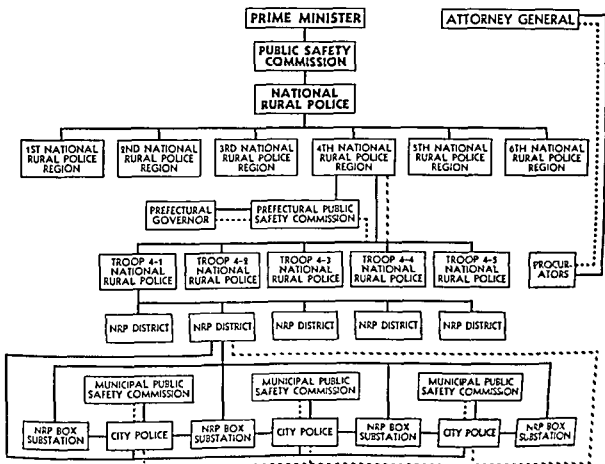 PRIME MINISTER
ATTORNEY GENERAL
PUBLIC SAFETY
COMMISSION
NATIONAL
RURAL POLICE
1ST NATIONAL
RURAL POLICE
REGION
2ND NATIONAL
RURAL POLICE
REGION
3RD NATIONAL
RURAL POLICE
REGION
4TH NATIONAL
RURAL POLICE
REGION
5TH NATIONAL
RURAL POLICE
REGION
6TH NATIONAL
RURAL POLICE
REGION
PREFECTURAL
GOVERNOR
PREFECTURAL PUBLIC
SAFETY COMMISSION
TROOP 4-1
NATIONAL
RURAL POLICE
TROOP 4-2
NATIONAL
RURAL POLICE
TROOP 4-3
NATIONAL
RURAL POLICE
TROOP 4-4
NATIONAL
RURAL POLICE
TROOP 4-5
NATIONAL
RURAL POLICE
PROCUR-
ATORS
NRP DISTRICT
NRP DISTRICT
NRP DISTRICT
NRP DISTRICT
NRP DISTRICT
MUNICIPAL PUBLIC
SAFETY COMMISSION
MUNICIPAL PUBLIC
SAFETY COMMISSION
MUNICIPAL PUBLIC
SAFETY COMMISSION
NRP BOX
SUBSTATION
CITY POLICE
NRP BOX
SUBSTATION
CITY POLICE
NRP BOX
SUBSTATION
CITY POLICE
NRP BOX
SUBSTATION